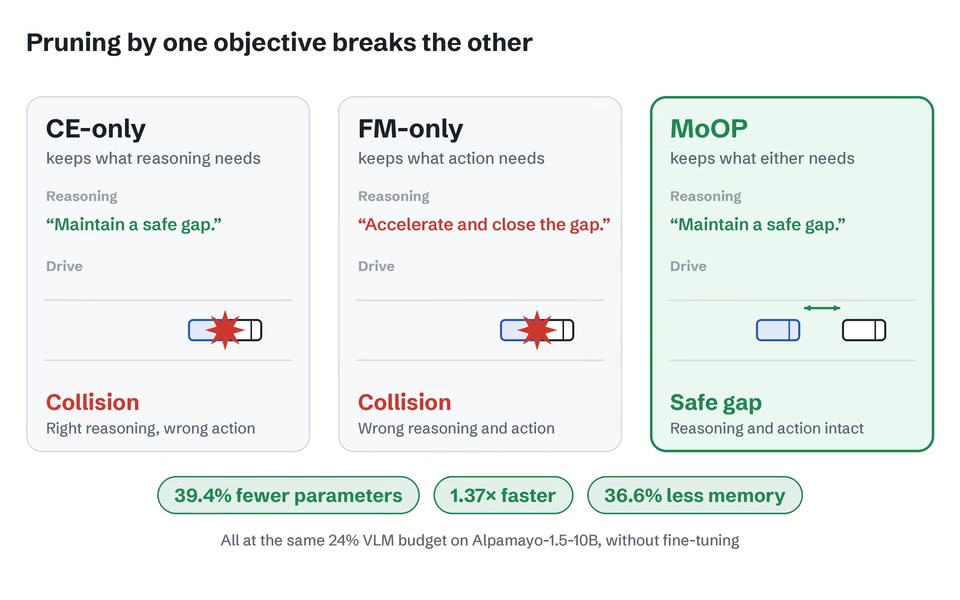 Pruning by one objective breaks the other
CE-only
keeps what reasoning needs
Reasoning
“Maintain a safe gap.”
Drive
Collision
Right reasoning, wrong action
FM-only
keeps what action needs
Reasoning
“Accelerate and close the gap.”
Drive
Collision
Wrong reasoning and action
MoOP
keeps what either needs
Reasoning
“Maintain a safe gap.”
Drive
Safe gap
Reasoning and action intact
39.4% fewer parameters
1.37× faster
36.6% less memory
All at the same 24% VLM budget on Alpamayo-1.5-10B, without fine-tuning